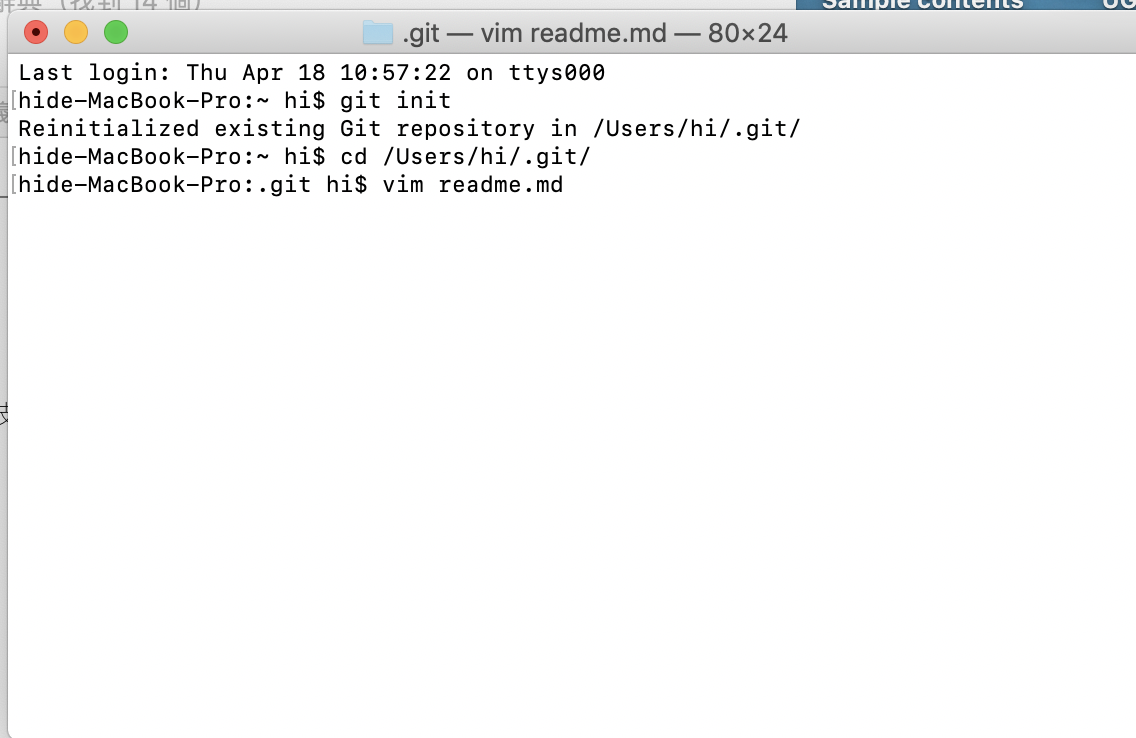 Sample contents
.git — vim readme.md — 80×24
Last login: Thu Apr 18 10:57:22 on ttys000
[hide-MacBook-Pro:~ hi$ git init
Reinitialized existing Git repository in /Users/hi/.git/
[hide-MacBook-Pro:~ hi$ cd /Users/hi/.git/
[hide-MacBook-Pro:.git hi$ vim readme.md